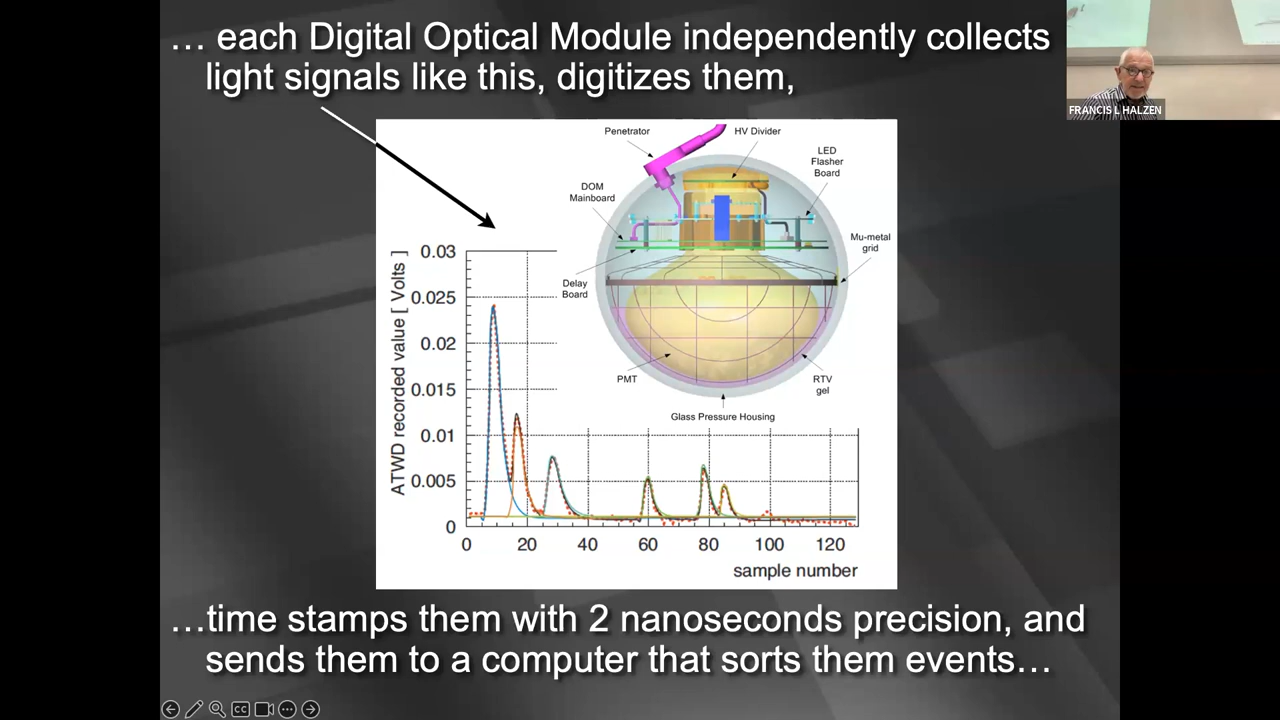 … each Digital Optical Module independently collects
light signals like this, digitizes them,
FRANCIS L HALZEN
Penetrator
HV Divider
LED
Flasher
Board
DOM
Mainboard
Mu-metal
grid
Delay
Board
PMT
RTV
gel
Glass Pressure Housing
ATWD recorded value [ Volts ]
0.03
0.025
0.02
0.015
0.01
0.005
0
0 20 40 60 80 100 120
sample number
…time stamps them with 2 nanoseconds precision, and
sends them to a computer that sorts them events…
CC